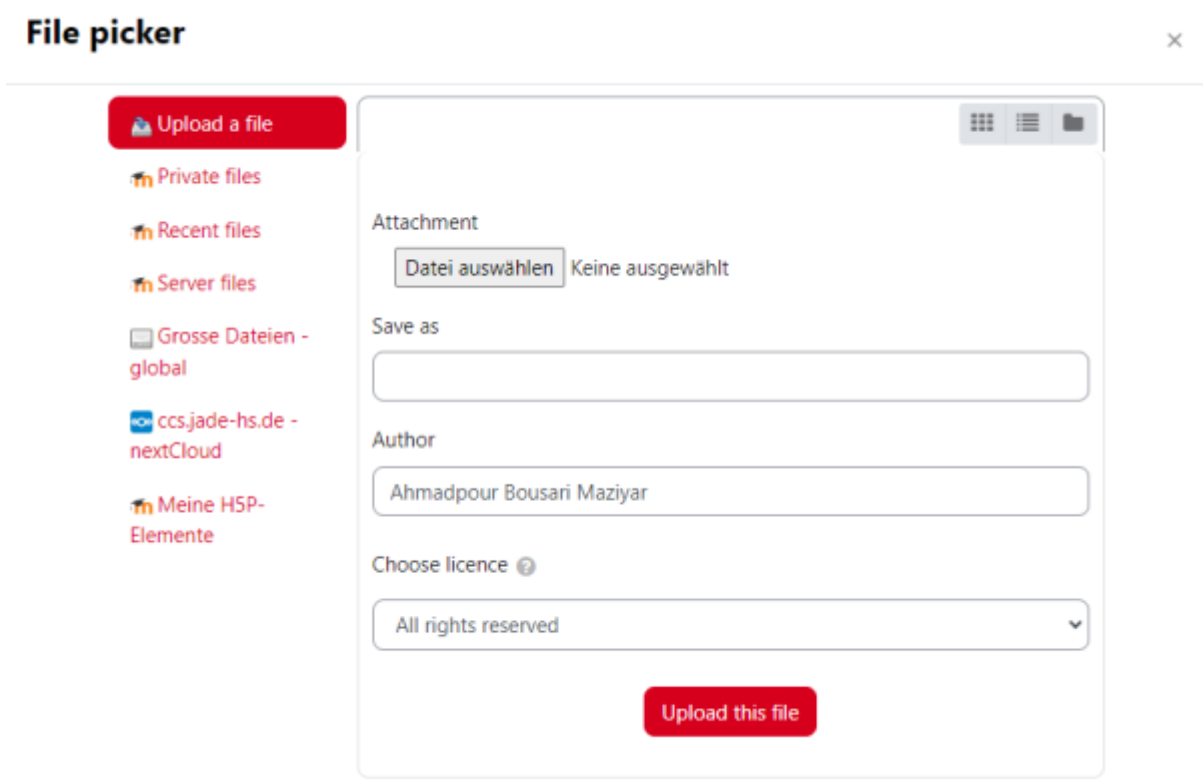 File picker
×
Upload a file
Private files
Recent files
Server files
Grosse Dateien -
global
ccs.jade-hs.de -
nextCloud
Meine H5P-
Elemente
Attachment
Datei auswählen Keine ausgewählt
Save as
Author
Ahmadpour Bousari Maziyar
Choose licence ?
All rights reserved
Upload this file